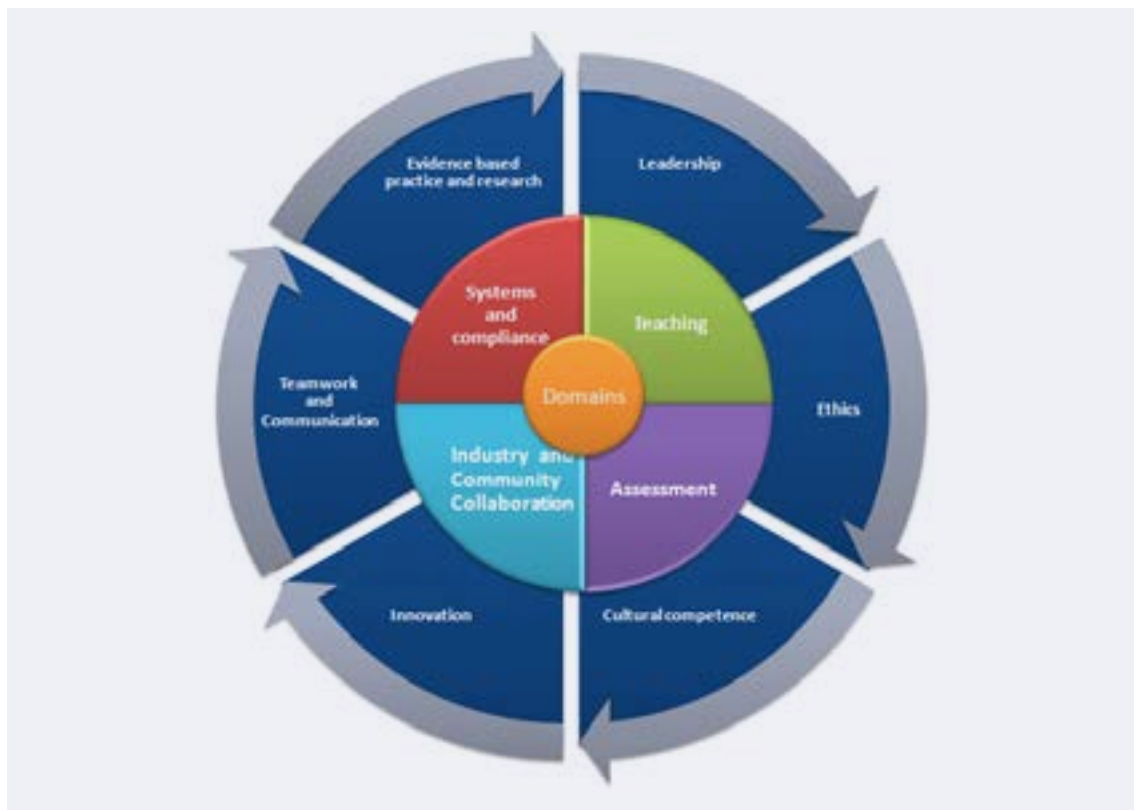 Evidence based
practice and research
Leadership
Systems
and
compliance
Teaching
Domains
Teamwork
and
Communication
Ethics
Industry and
Community
Collaboration
Assessment
Innovation
Cultural competence